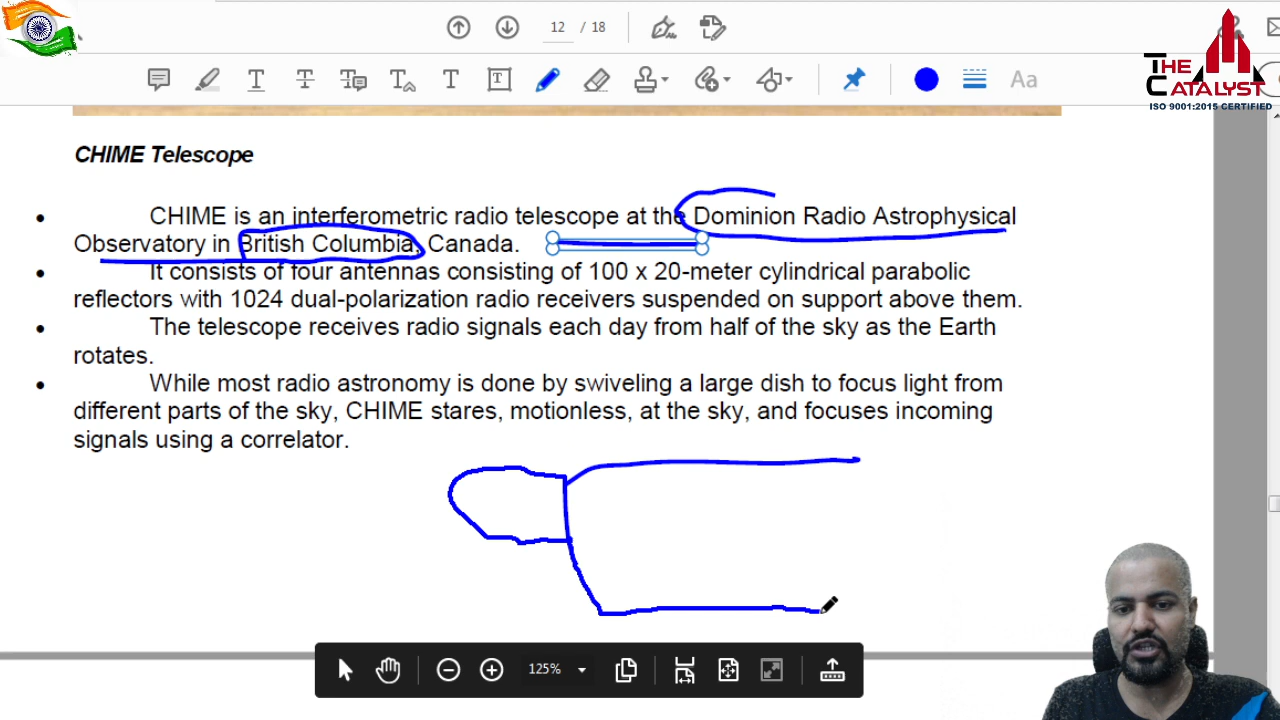 12 / 18
T T T T T Aa
THE
CATALYST
ISO 9001:2015 CERTIFIED
CHIME Telescope
• CHIME is an interferometric radio telescope at the Dominion Radio Astrophysical
Observatory in British Columbia, Canada.
• It consists of four antennas consisting of 100 x 20-meter cylindrical parabolic
reflectors with 1024 dual-polarization radio receivers suspended on support above them.
• The telescope receives radio signals each day from half of the sky as the Earth
rotates.
• While most radio astronomy is done by swiveling a large dish to focus light from
different parts of the sky, CHIME stares, motionless, at the sky, and focuses incoming
signals using a correlator.
125%